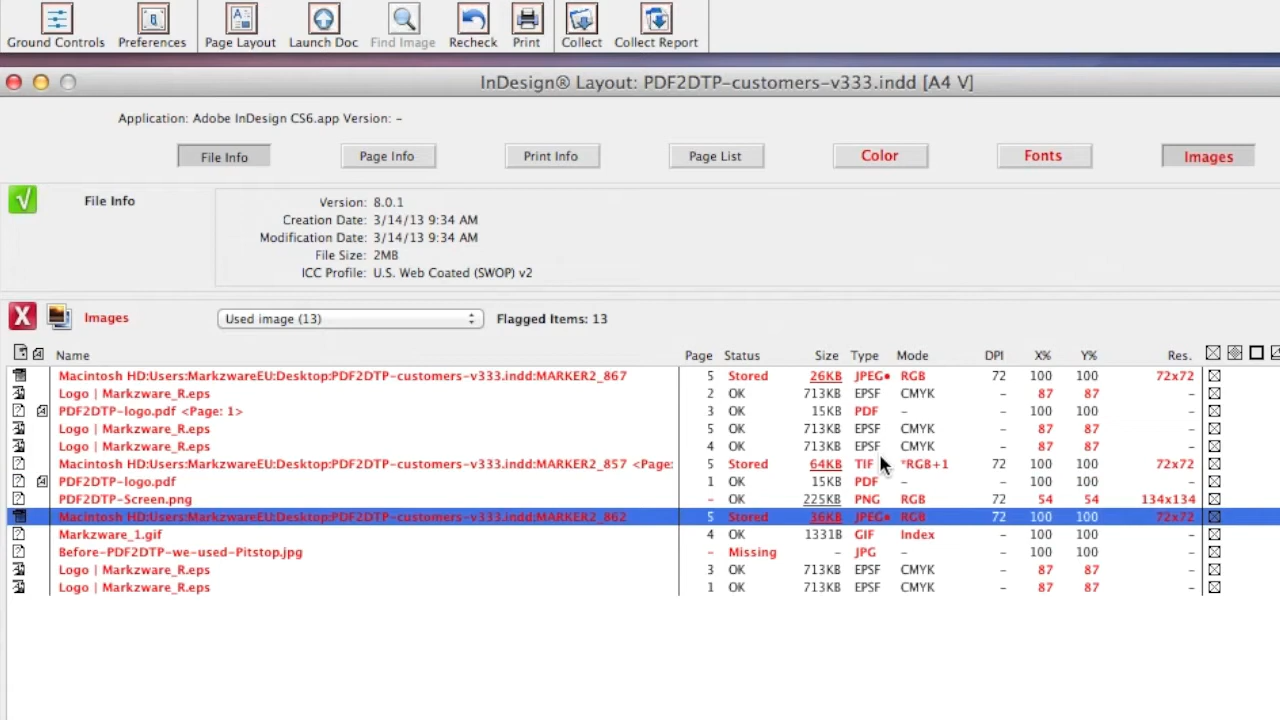 Ground Controls Preferences Page Layout Launch Doc Find Image Recheck Print Collect Collect Report
InDesign® Layout: PDF2DTP-customers-v333.indd [A4 V]
Application: Adobe InDesign CS6.app Version: –
File Info Page Info Print Info Page List Color Fonts Images
File Info
Version: 8.0.1
Creation Date: 3/14/13 9:34 AM
Modification Date: 3/14/13 9:34 AM
File Size: 2MB
ICC Profile: U.S. Web Coated (SWOP) v2
Images Used image (13) Flagged Items: 13
Name Page Status Size Type Mode DPI X% Y% Res.
Macintosh HD:Users:MarkzwareEU:Desktop:PDF2DTP-customers-v333.indd:MARKER2_867 5 Stored 26KB JPEG• RGB 72 100 100 72x72
Logo | Markzware_R.eps 2 OK 713KB EPSF CMYK – 87 87 –
PDF2DTP-logo.pdf <Page: 1> 3 OK 15KB PDF – – 100 100 –
Logo | Markzware_R.eps 5 OK 713KB EPSF CMYK – 87 87 –
Logo | Markzware_R.eps 4 OK 713KB EPSF CMYK – 87 87 –
Macintosh HD:Users:MarkzwareEU:Desktop:PDF2DTP-customers-v333.indd:MARKER2_857 <Page: 5 Stored 64KB TIF *RGB+1 72 100 100 72x72
PDF2DTP-logo.pdf 1 OK 15KB PDF – – 100 100 –
PDF2DTP-Screen.png – OK 225KB PNG RGB 72 54 54 134x134
Macintosh HD:Users:MarkzwareEU:Desktop:PDF2DTP-customers-v333.indd:MARKER2_862 5 Stored 36KB JPEG• RGB 72 100 100 72x72
Markzware_1.gif 4 OK 1331B GIF Index – 100 100 –
Before-PDF2DTP-we-used-Pitstop.jpg – Missing – JPG – – 100 100 –
Logo | Markzware_R.eps 3 OK 713KB EPSF CMYK – 87 87 –
Logo | Markzware_R.eps 1 OK 713KB EPSF CMYK – 87 87 –